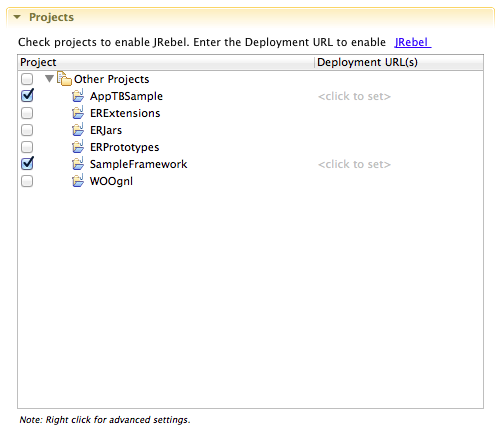 Projects
Check projects to enable JRebel. Enter the Deployment URL to enable JRebel
Project Deployment URL(s)
Other Projects
AppTBSample <click to set>
ERExtensions
ERJars
ERPrototypes
SampleFramework <click to set>
WOOgnl
Note: Right click for advanced settings.